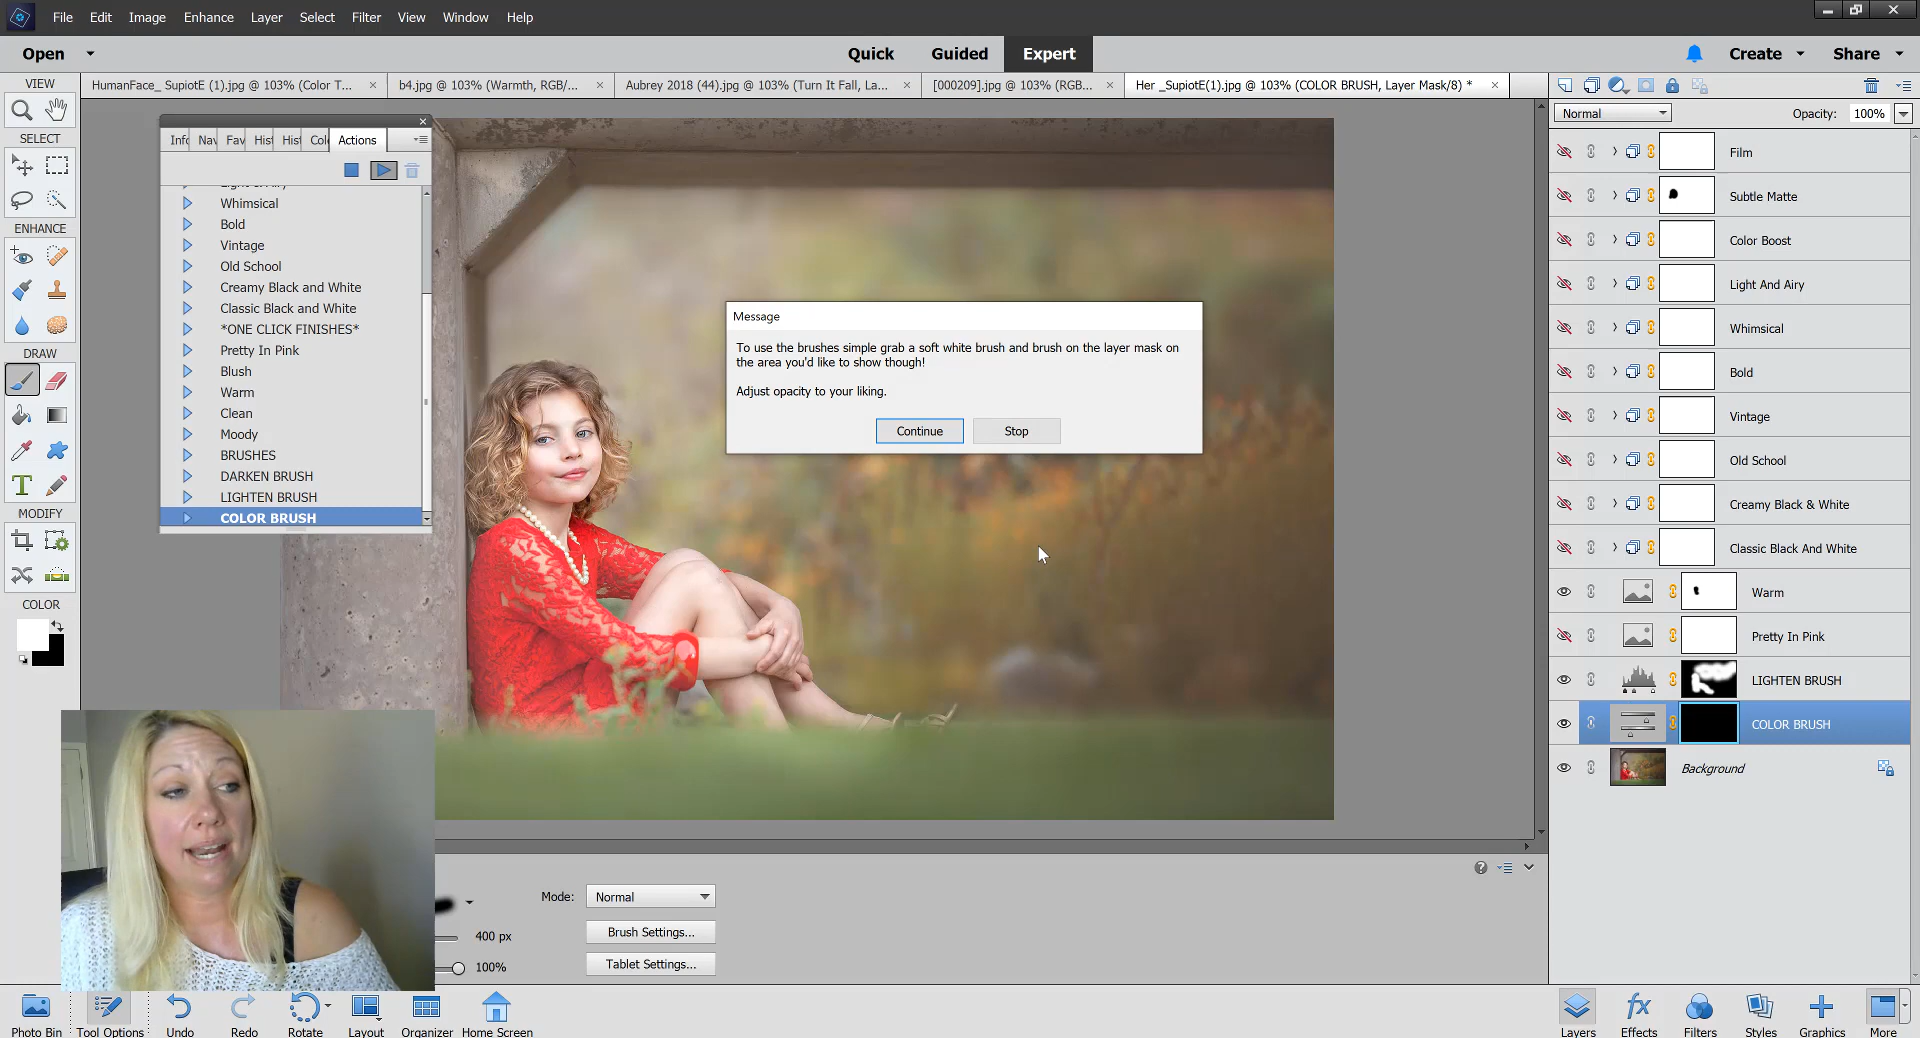 File Edit Image Enhance Layer Select Filter View Window Help
Open Quick Guided Expert Create Share
VIEW
HumanFace_ SupiotE (1).jpg @ 103% (Color T...
b4.jpg @ 103% (Warmth, RGB/...
Aubrey 2018 (44).jpg @ 103% (Turn It Fall, La...
[000209].jpg @ 103% (RGB...
Her _SupiotE(1).jpg @ 103% (COLOR BRUSH, Layer Mask/8) *
Normal Opacity: 100%
SELECT
ENHANCE
DRAW
MODIFY
COLOR
Info Nav Fav Hist Hist Col Actions
Whimsical
Bold
Vintage
Old School
Creamy Black and White
Classic Black and White
*ONE CLICK FINISHES*
Pretty In Pink
Blush
Warm
Clean
Moody
BRUSHES
DARKEN BRUSH
LIGHTEN BRUSH
COLOR BRUSH
Message
To use the brushes simple grab a soft white brush and brush on the layer mask on
the area you'd like to show though!
Adjust opacity to your liking.
Continue Stop
Film
Subtle Matte
Color Boost
Light And Airy
Whimsical
Bold
Vintage
Old School
Creamy Black & White
Classic Black And White
Warm
Pretty In Pink
LIGHTEN BRUSH
COLOR BRUSH
Background
Mode: Normal
400 px Brush Settings...
100% Tablet Settings...
Photo Bin Tool Options Undo Redo Rotate Layout Organizer Home Screen
Layers Effects Filters Styles Graphics More